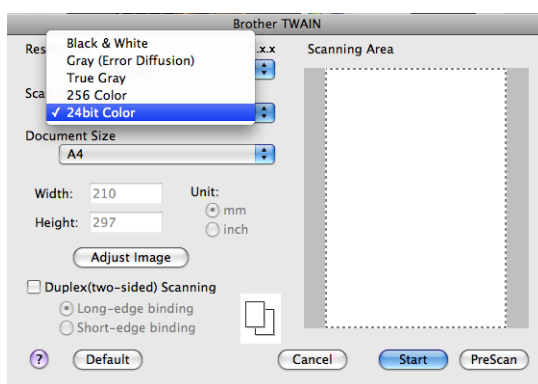 Brother TWAIN
Res
.x.x
Scanning Area
Black & White
Gray (Error Diffusion)
True Gray
256 Color
Sca
✓ 24bit Color
Document Size
A4
Width: 210
Unit:
mm
Height: 297
inch
Adjust Image
Duplex(two-sided) Scanning
Long-edge binding
Short-edge binding
? Default Cancel Start PreScan